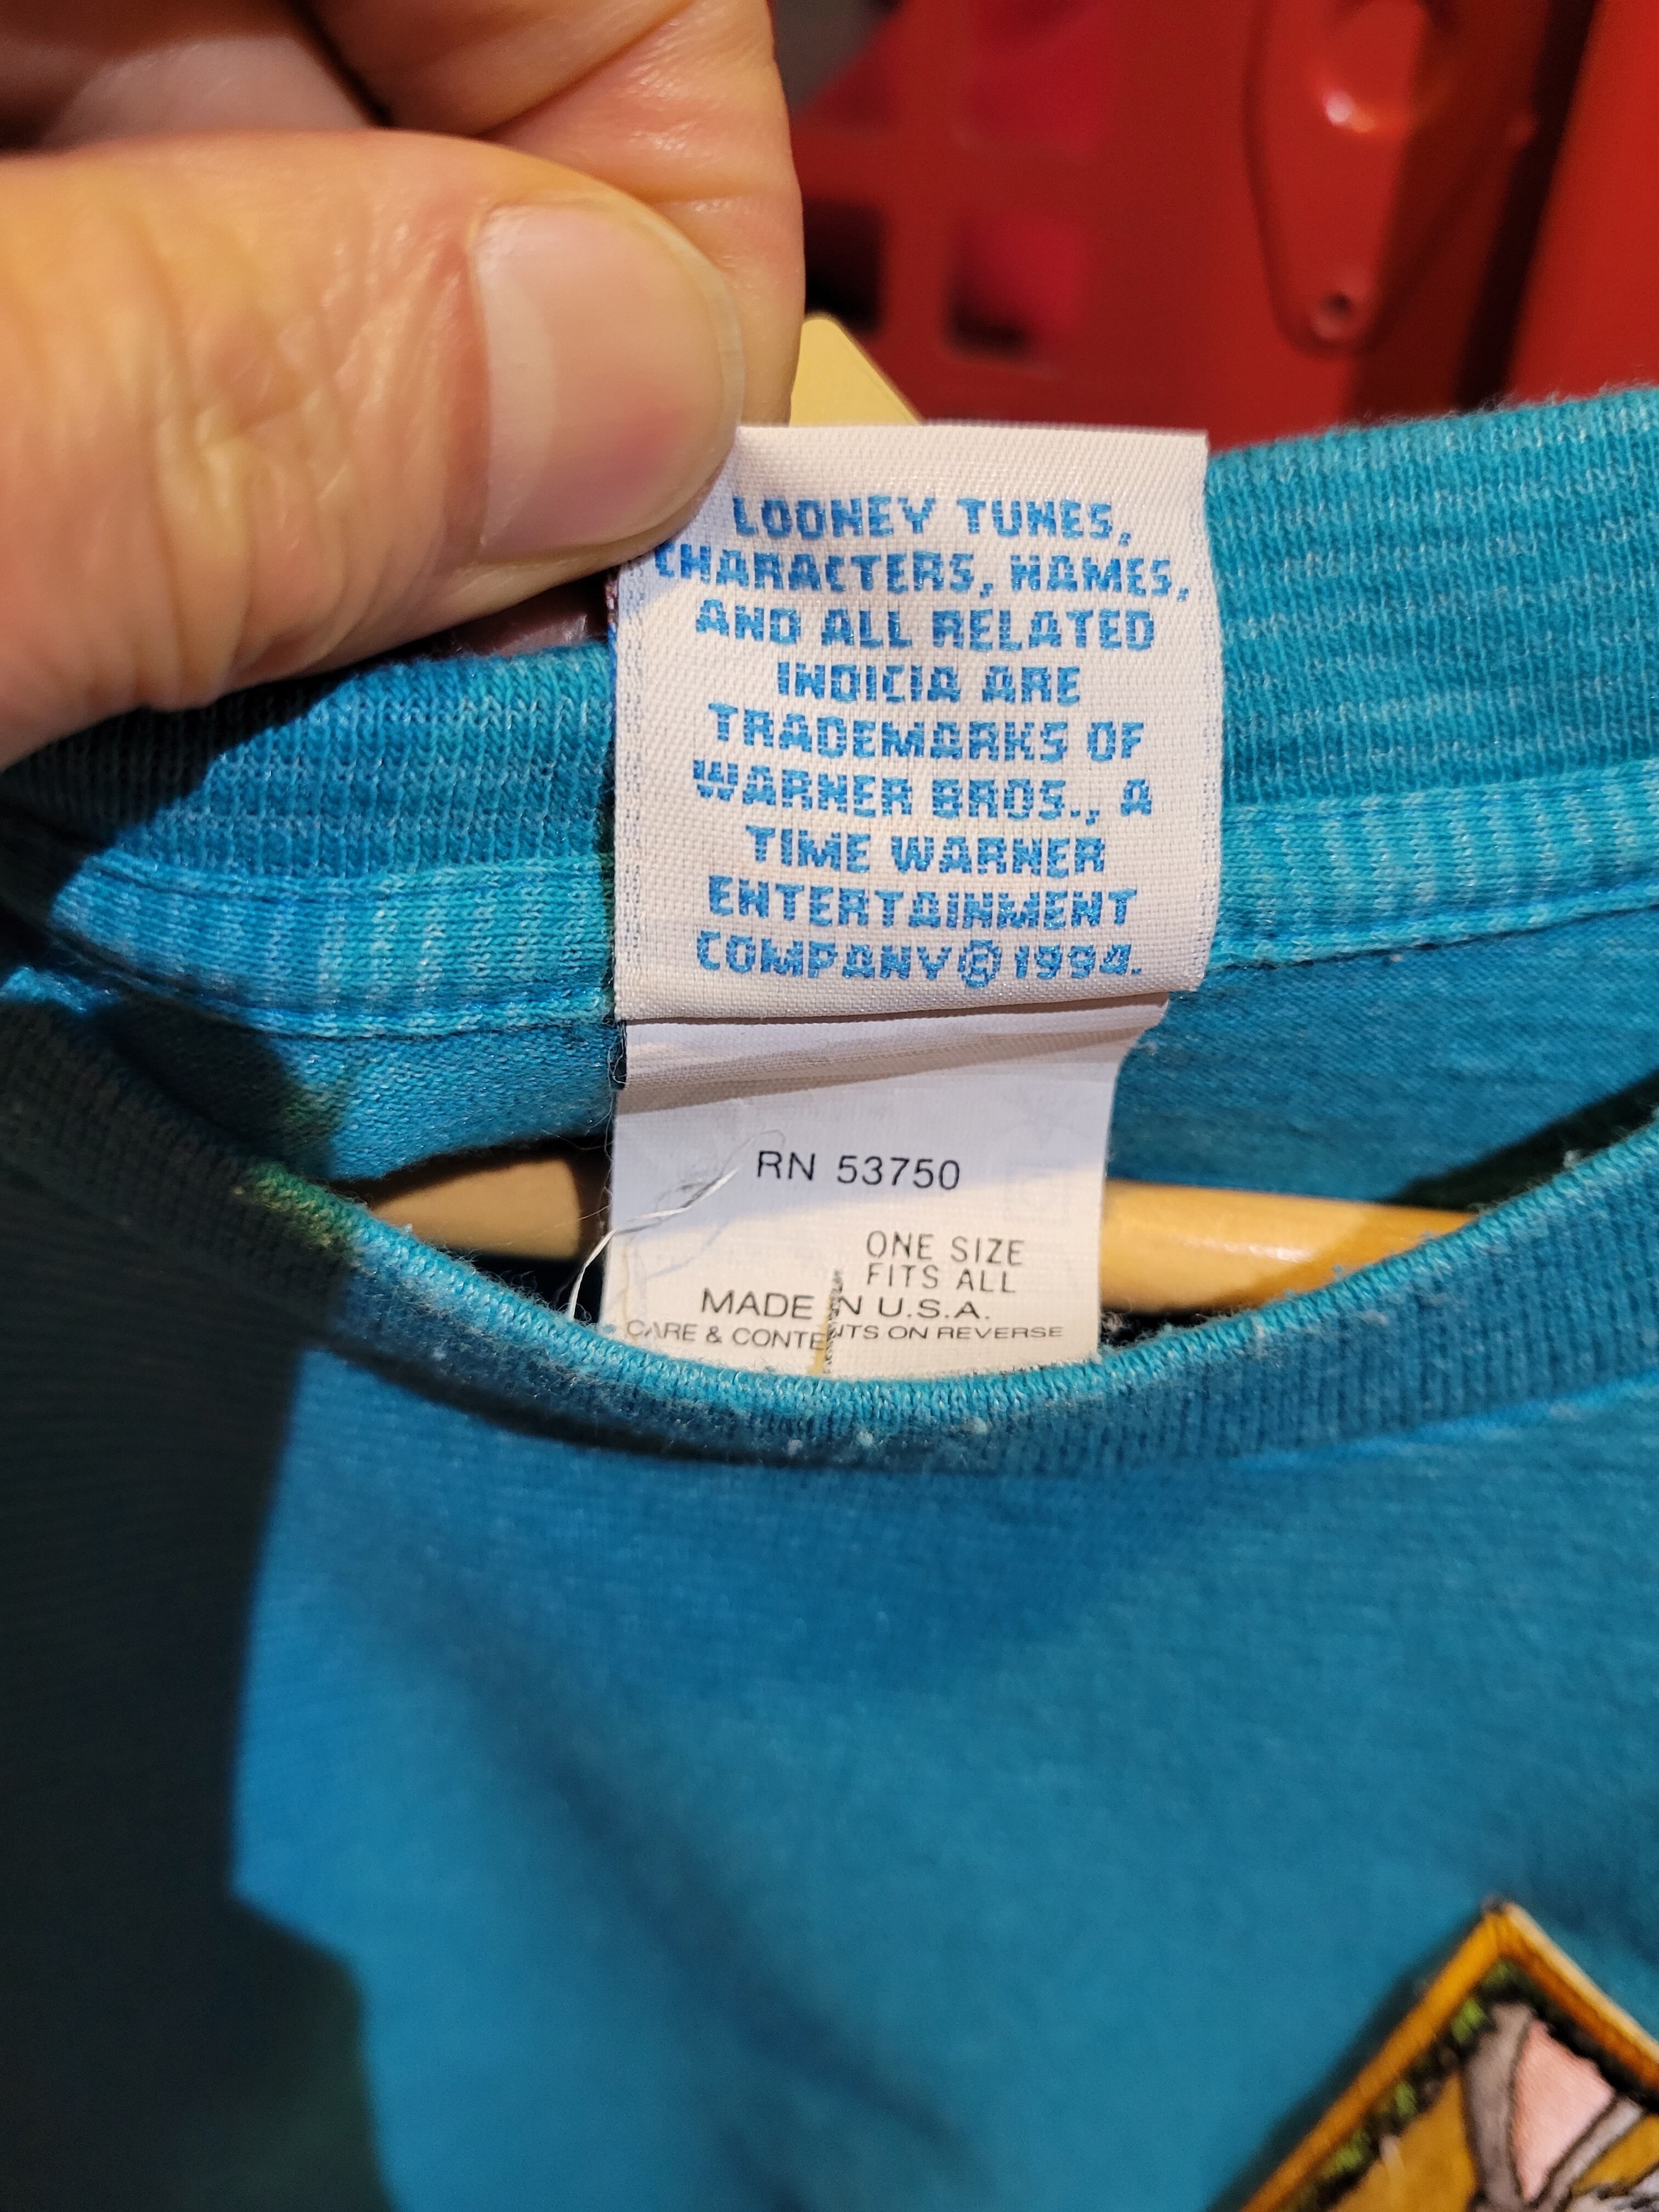 LOONEY TUNES,
CHARACTERS, NAMES,
AND ALL RELATED
INDICIA ARE
TRADEMARKS OF
WARNER BROS., A
TIME WARNER
ENTERTAINMENT
COMPANY © 1994.
RN 53750
ONE SIZE
FITS ALL
MADE IN U.S.A.
CARE & CONTENTS ON REVERSE